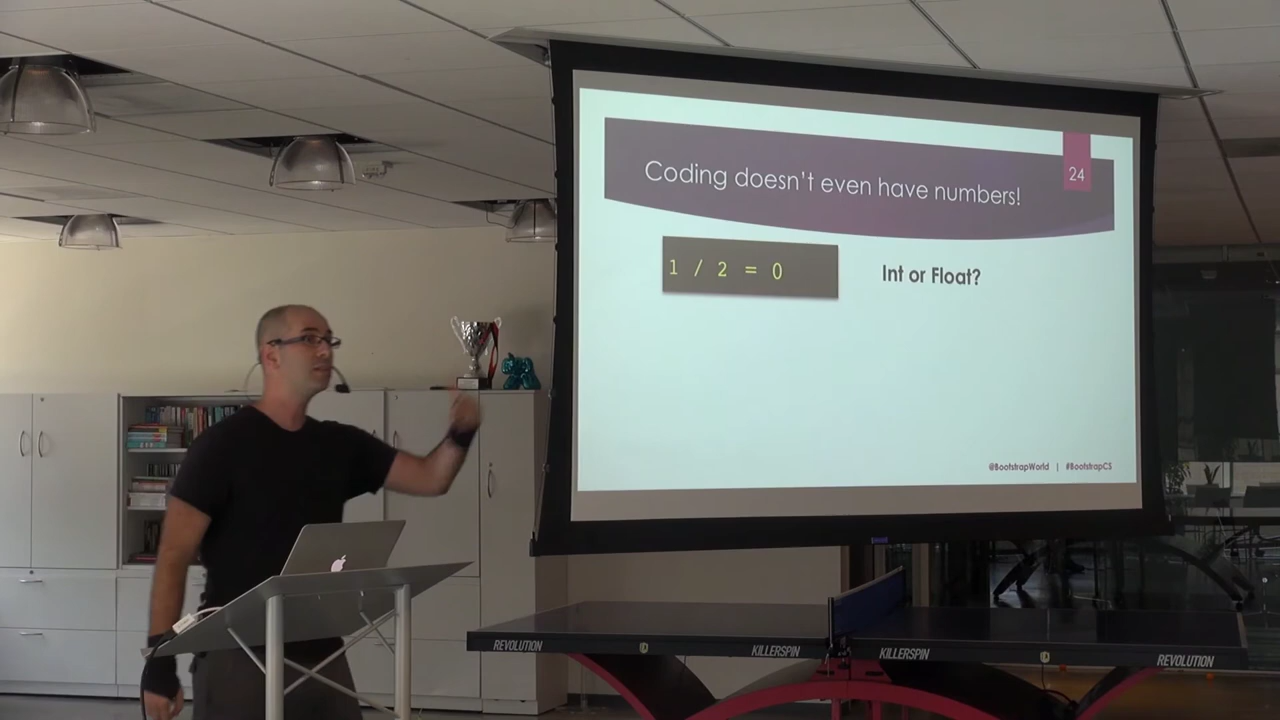 Coding doesn't even have numbers!
24
1 / 2 = 0
Int or Float?
@BootstrapWorld | #BootstrapCS
REVOLUTION
KILLERSPIN
KILLERSPIN
REVOLUTION